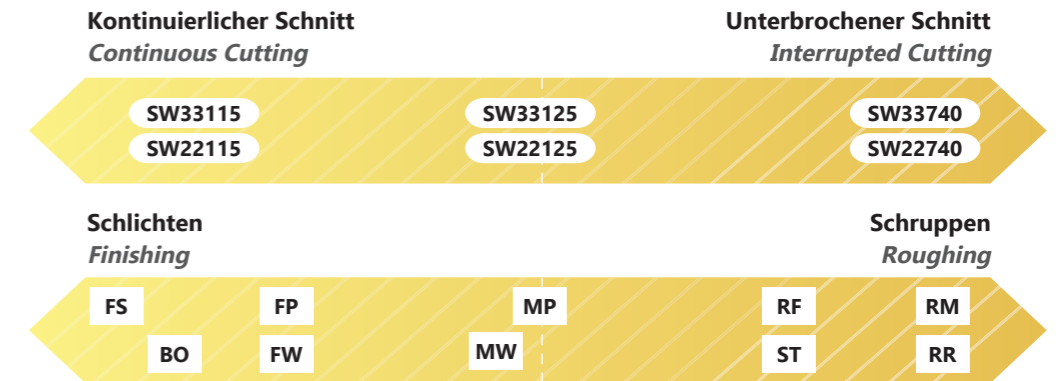 Kontinuierlicher Schnitt Unterbrochener Schnitt
Continuous Cutting Interrupted Cutting
SW33115 SW33125 SW33740
SW22115 SW22125 SW22740
Schlichten Schruppen
Finishing Roughing
FS FP MP RF RM
BO FW MW ST RR